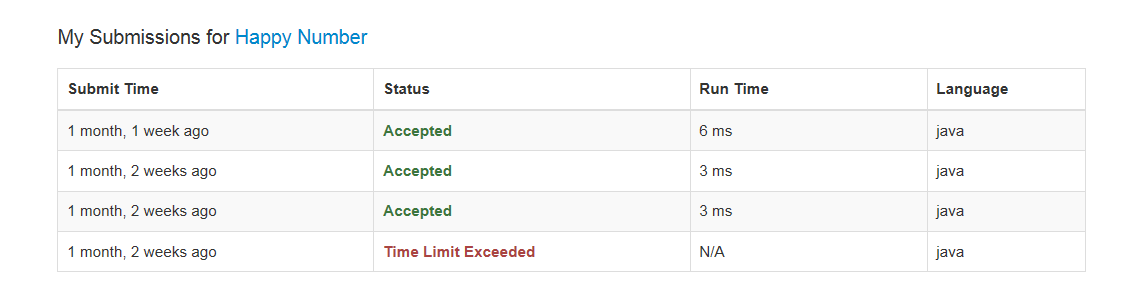 My Submissions for Happy Number
Submit Time Status Run Time Language
1 month, 1 week ago Accepted 6 ms java
1 month, 2 weeks ago Accepted 3 ms java
1 month, 2 weeks ago Accepted 3 ms java
1 month, 2 weeks ago Time Limit Exceeded N/A java